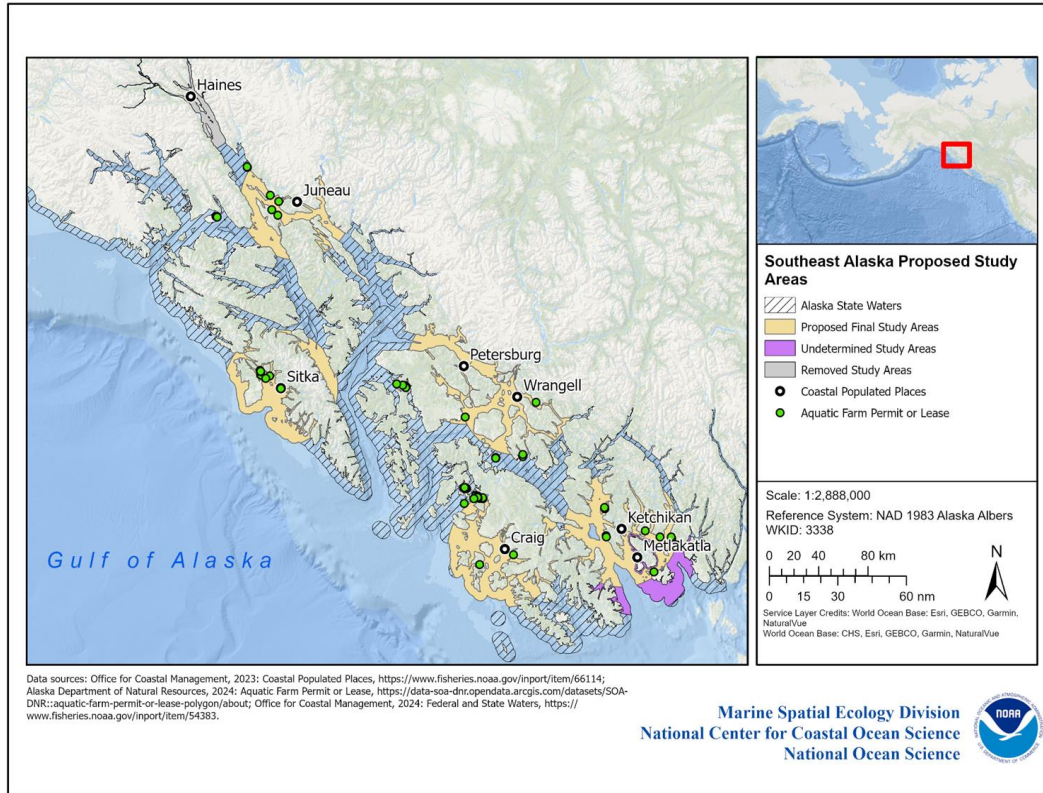 Haines
Juneau
Petersburg
Wrangell
Sitka
Ketchikan
Metlakatla
Craig
Gulf of Alaska
Southeast Alaska Proposed Study
Areas
Alaska State Waters
Proposed Final Study Areas
Undetermined Study Areas
Removed Study Areas
Coastal Populated Places
Aquatic Farm Permit or Lease
Scale: 1:2,888,000
Reference System: NAD 1983 Alaska Albers
WKID: 3338
0 20 40 80 km
0 15 30 60 nm
N
Service Layer Credits: World Ocean Base: Esri, GEBCO, Garmin,
NaturalVue
World Ocean Base: CHS, Esri, GEBCO, Garmin, NaturalVue
Data sources: Office for Coastal Management, 2023: Coastal Populated Places, https://www.fisheries.noaa.gov/inport/item/66114;
Alaska Department of Natural Resources, 2024: Aquatic Farm Permit or Lease, https://data-soa-dnr.opendata.arcgis.com/datasets/SOA-
DNR::aquatic-farm-permit-or-lease-polygon/about; Office for Coastal Management, 2024: Federal and State Waters, https://
www.fisheries.noaa.gov/inport/item/54383.
Marine Spatial Ecology Division
National Center for Coastal Ocean Science
National Ocean Science
NOAA